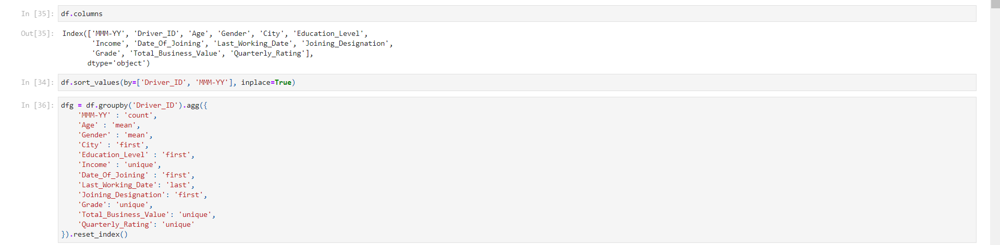 In [35]: df.columns
Out[35]: Index(['MMM-YY', 'Driver_ID', 'Age', 'Gender', 'City', 'Education_Level',
'Income', 'Date_Of_Joining', 'Last_Working_Date', 'Joining_Designation',
'Grade', 'Total_Business_Value', 'Quarterly_Rating'],
dtype='object')
In [34]: df.sort_values(by=['Driver_ID', 'MMM-YY'], inplace=True)
In [36]: dfg = df.groupby('Driver_ID').agg({
'MMM-YY' : 'count',
'Age' : 'mean',
'Gender' : 'mean',
'City' : 'first',
'Education_Level' : 'first',
'Income' : 'unique',
'Date_Of_Joining' : 'first',
'Last_Working_Date': 'last',
'Joining_Designation': 'first',
'Grade': 'unique',
'Total_Business_Value': 'unique',
'Quarterly_Rating': 'unique'
}).reset_index()